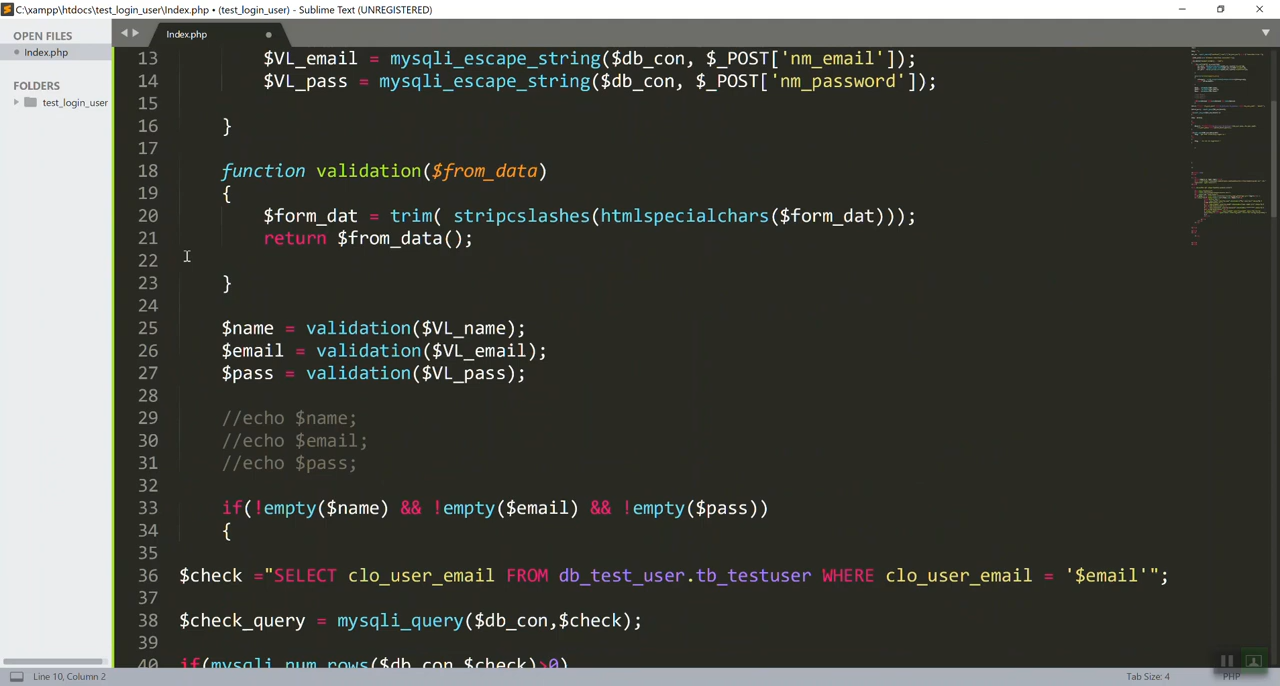 C:\xampp\htdocs\test_login_user\Index.php • (test_login_user) - Sublime Text (UNREGISTERED)
OPEN FILES
Index.php
FOLDERS
test_login_user
Index.php
13 $VL_email = mysqli_escape_string($db_con, $_POST['nm_email']);
14 $VL_pass = mysqli_escape_string($db_con, $_POST['nm_password']);
15
16 }
17
18 function validation($from_data)
19 {
20 $form_dat = trim( stripcslashes(htmlspecialchars($form_dat)));
21 return $from_data();
22
23 }
24
25 $name = validation($VL_name);
26 $email = validation($VL_email);
27 $pass = validation($VL_pass);
28
29 //echo $name;
30 //echo $email;
31 //echo $pass;
32
33 if(!empty($name) && !empty($email) && !empty($pass))
34 {
35
36 $check ="SELECT clo_user_email FROM db_test_user.tb_testuser WHERE clo_user_email = '$email'";
37
38 $check_query = mysqli_query($db_con,$check);
39
40 if(mysqli_num_rows($db_con,$check)>0)
Line 10, Column 2
Tab Size: 4
PHP